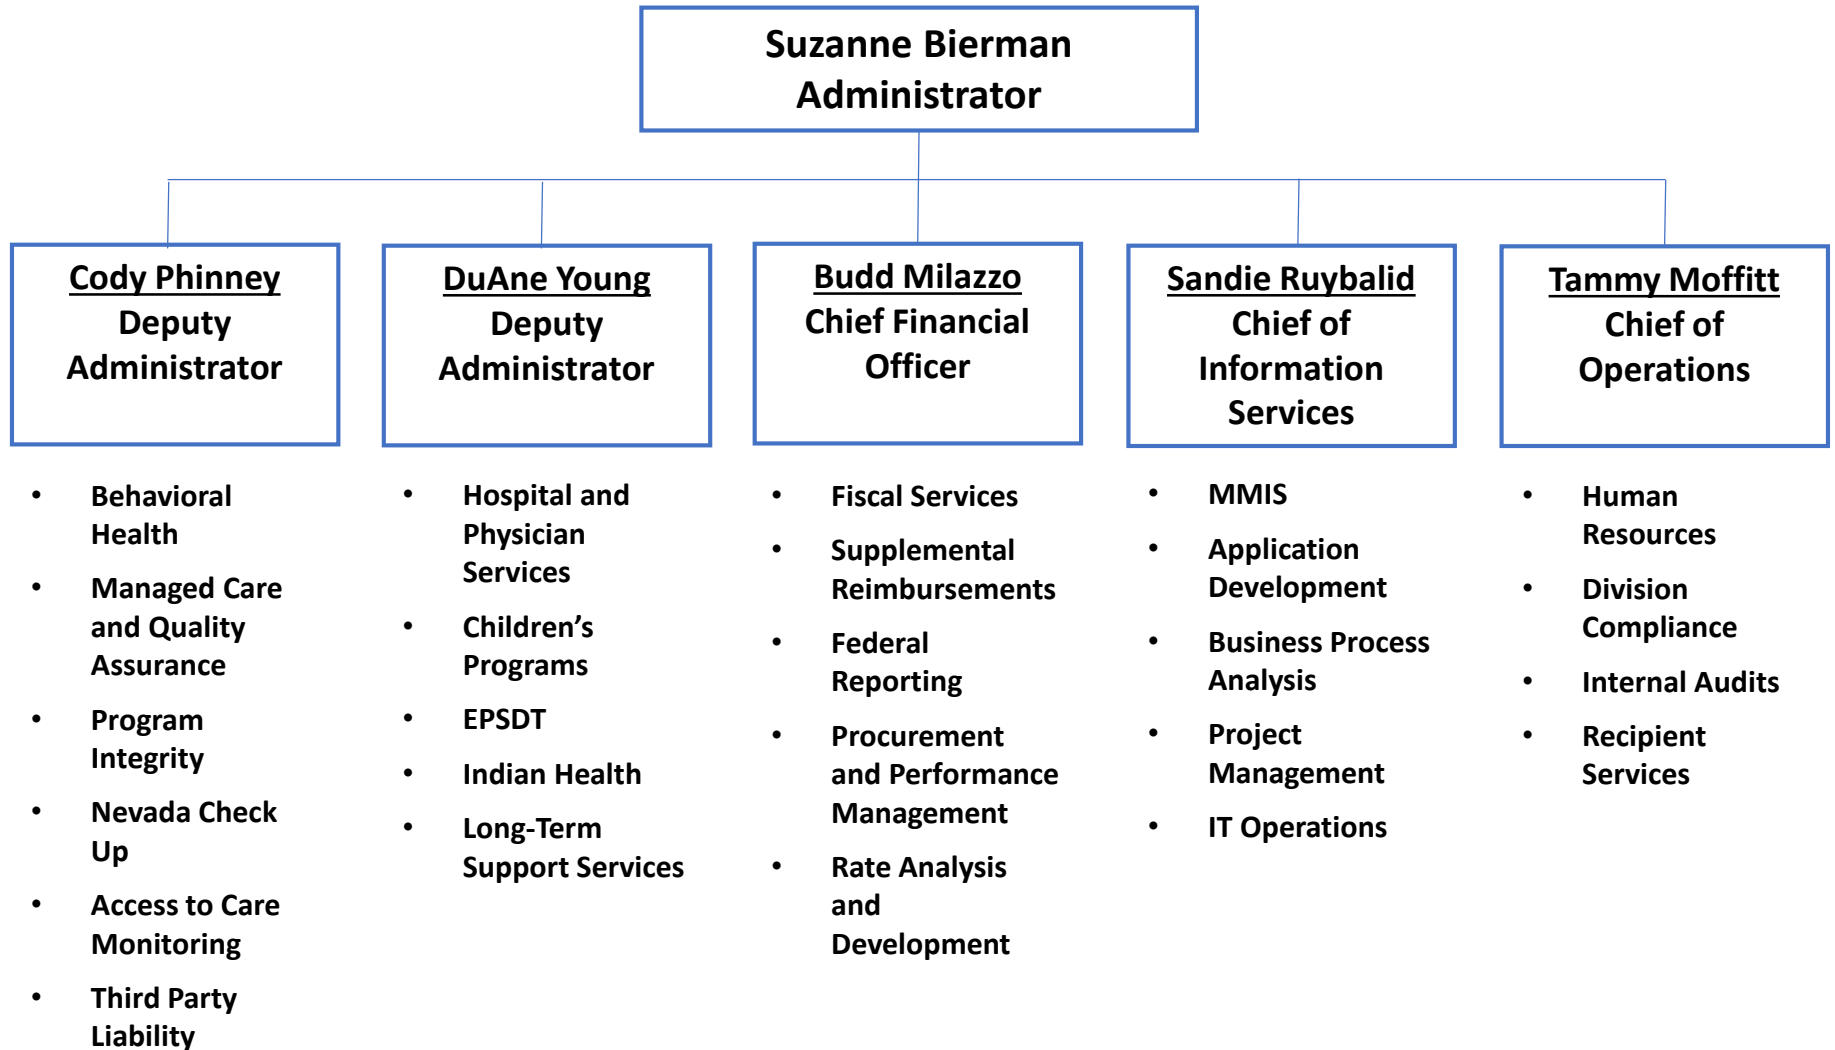 Suzanne Bierman
Administrator
Cody Phinney
Deputy
Administrator
• Behavioral
Health
• Managed Care
and Quality
Assurance
• Program
Integrity
• Nevada Check
Up
• Access to Care
Monitoring
• Third Party
Liability
DuAne Young
Deputy
Administrator
• Hospital and
Physician
Services
• Children’s
Programs
• EPSDT
• Indian Health
• Long-Term
Support Services
Budd Milazzo
Chief Financial
Officer
• Fiscal Services
• Supplemental
Reimbursements
• Federal
Reporting
• Procurement
and Performance
Management
• Rate Analysis
and
Development
Sandie Ruybalid
Chief of
Information
Services
• MMIS
• Application
Development
• Business Process
Analysis
• Project
Management
• IT Operations
Tammy Moffitt
Chief of
Operations
• Human
Resources
• Division
Compliance
• Internal Audits
• Recipient
Services